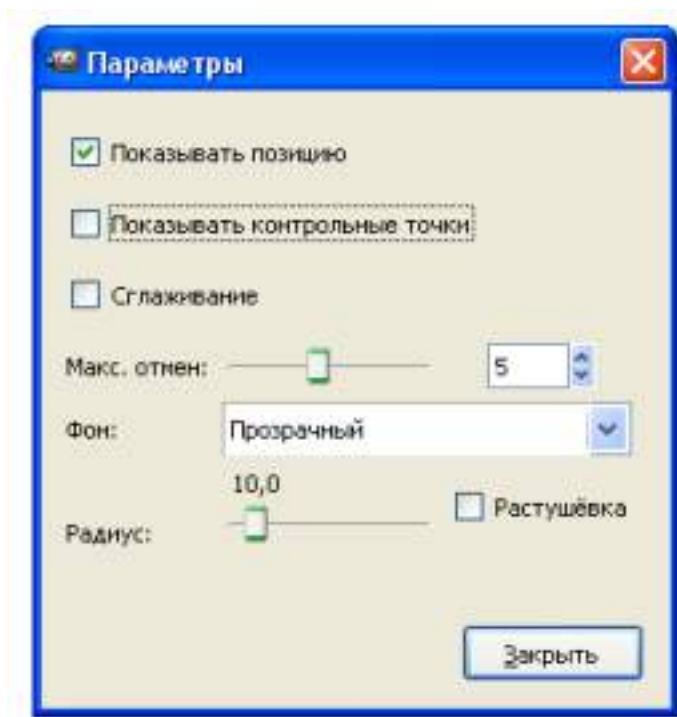 Параметры
Показывать позицию
Показывать контрольные точки
Сглаживание
Макс. отмен: 5
Фон: Прозрачный
10,0
Радиус: Растушёвка
Закрыть